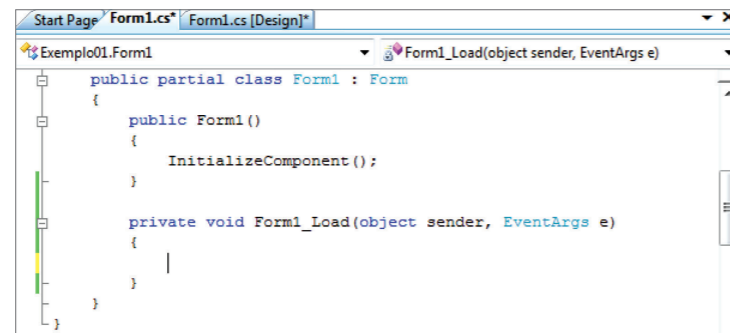 Start Page Form1.cs* Form1.cs [Design]*
Exemplo01.Form1 Form1_Load(object sender, EventArgs e)
public partial class Form1 : Form
{
public Form1()
{
InitializeComponent();
}
private void Form1_Load(object sender, EventArgs e)
{
}
}
}